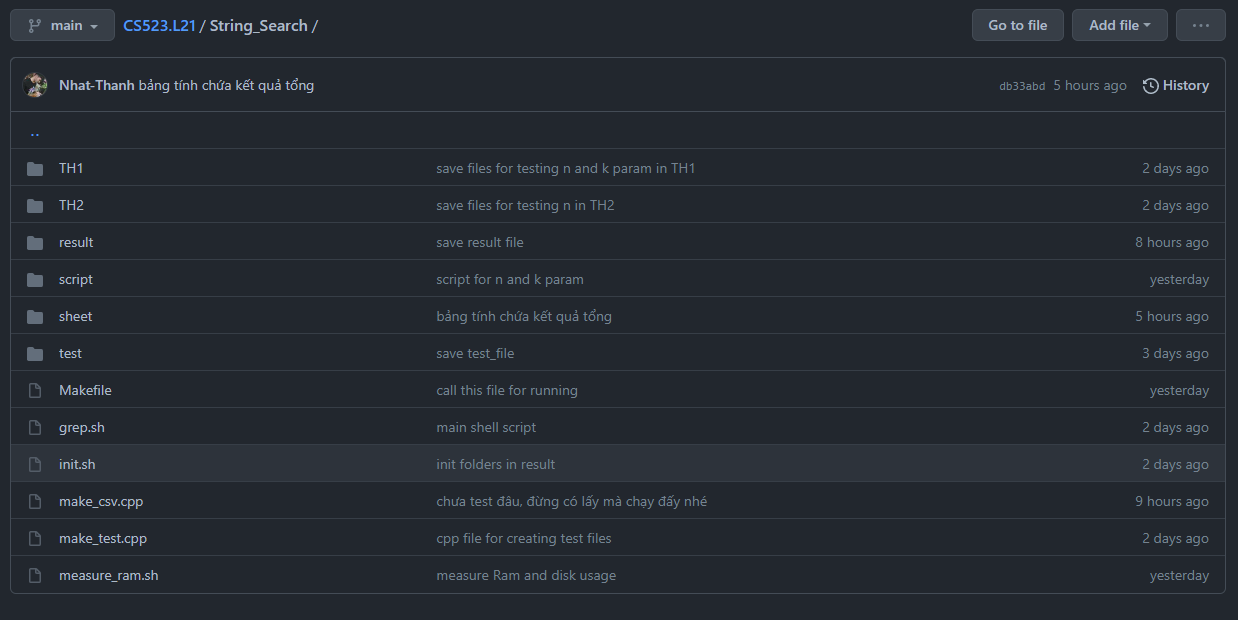 main CS523.L21 / String_Search / Go to file Add file ...
Nhat-Thanh bảng tính chứa kết quả tổng db33abd 5 hours ago History
..
TH1 save files for testing n and k param in TH1 2 days ago
TH2 save files for testing n in TH2 2 days ago
result save result file 8 hours ago
script script for n and k param yesterday
sheet bảng tính chứa kết quả tổng 5 hours ago
test save test_file 3 days ago
Makefile call this file for running yesterday
grep.sh main shell script 2 days ago
init.sh init folders in result 2 days ago
make_csv.cpp chưa test đâu, đừng có lấy mà chạy đấy nhé 9 hours ago
make_test.cpp cpp file for creating test files 2 days ago
measure_ram.sh measure Ram and disk usage yesterday